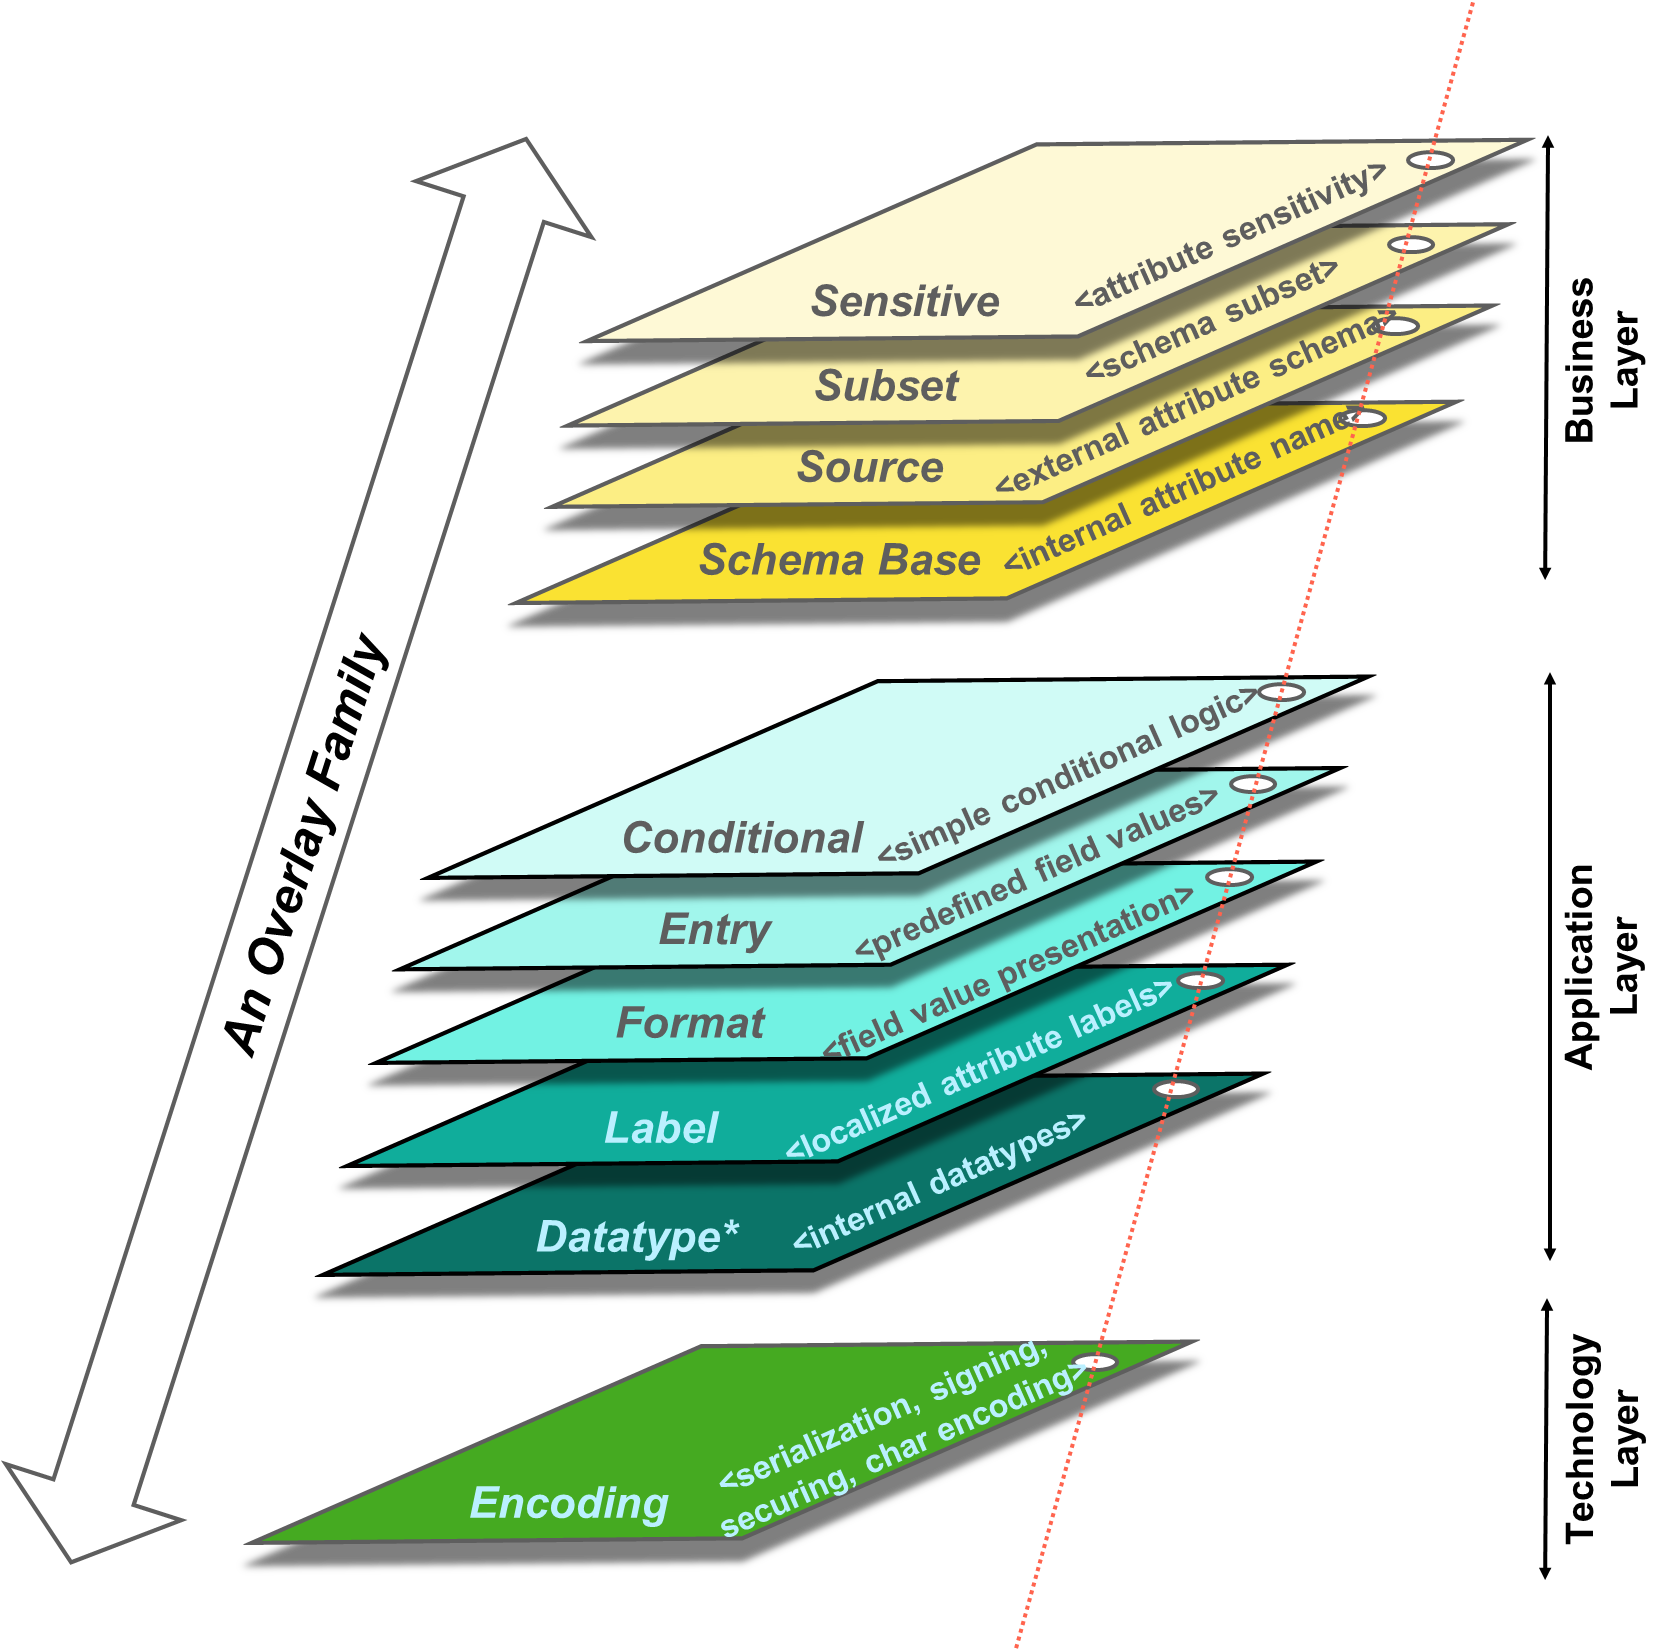 An Overlay Family
Sensitive
<attribute sensitivity>
Subset
<schema subset>
Source
<external attribute schema>
Schema Base
<internal attribute name>
Business
Layer
Conditional
<simple conditional logic>
Entry
<predefined field values>
Format
<field value presentation>
Label
<localized attribute labels>
Datatype*
<internal datatypes>
Application
Layer
Encoding
<serialization, signing,
securing, char encoding>
Technology
Layer